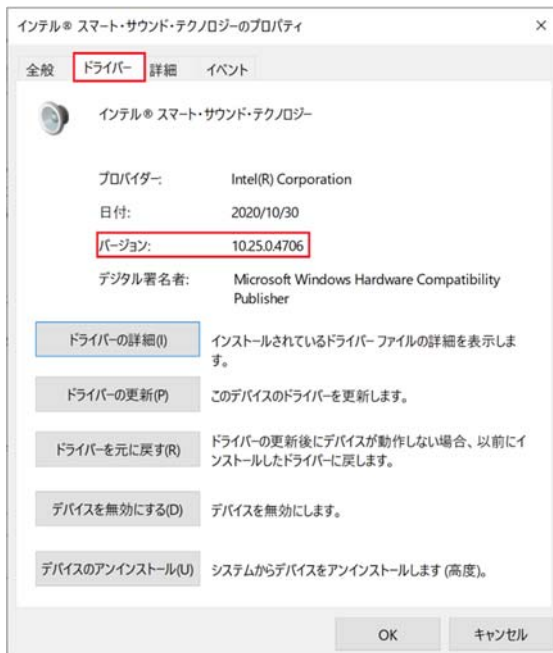 インテル® スマート・サウンド・テクノロジーのプロパティ
×
全般 ドライバー 詳細 イベント
インテル® スマート・サウンド・テクノロジー
プロバイダー: Intel(R) Corporation
日付: 2020/10/30
バージョン: 10.25.0.4706
デジタル署名者: Microsoft Windows Hardware Compatibility
Publisher
ドライバーの詳細(I) インストールされているドライバー ファイルの詳細を表示しま
す。
ドライバーの更新(P) このデバイスのドライバーを更新します。
ドライバーを元に戻す(R) ドライバーの更新後にデバイスが動作しない場合、以前にイ
ンストールしたドライバーに戻します。
デバイスを無効にする(D) デバイスを無効にします。
デバイスのアンインストール(U) システムからデバイスをアンインストールします (高度)。
OK キャンセル